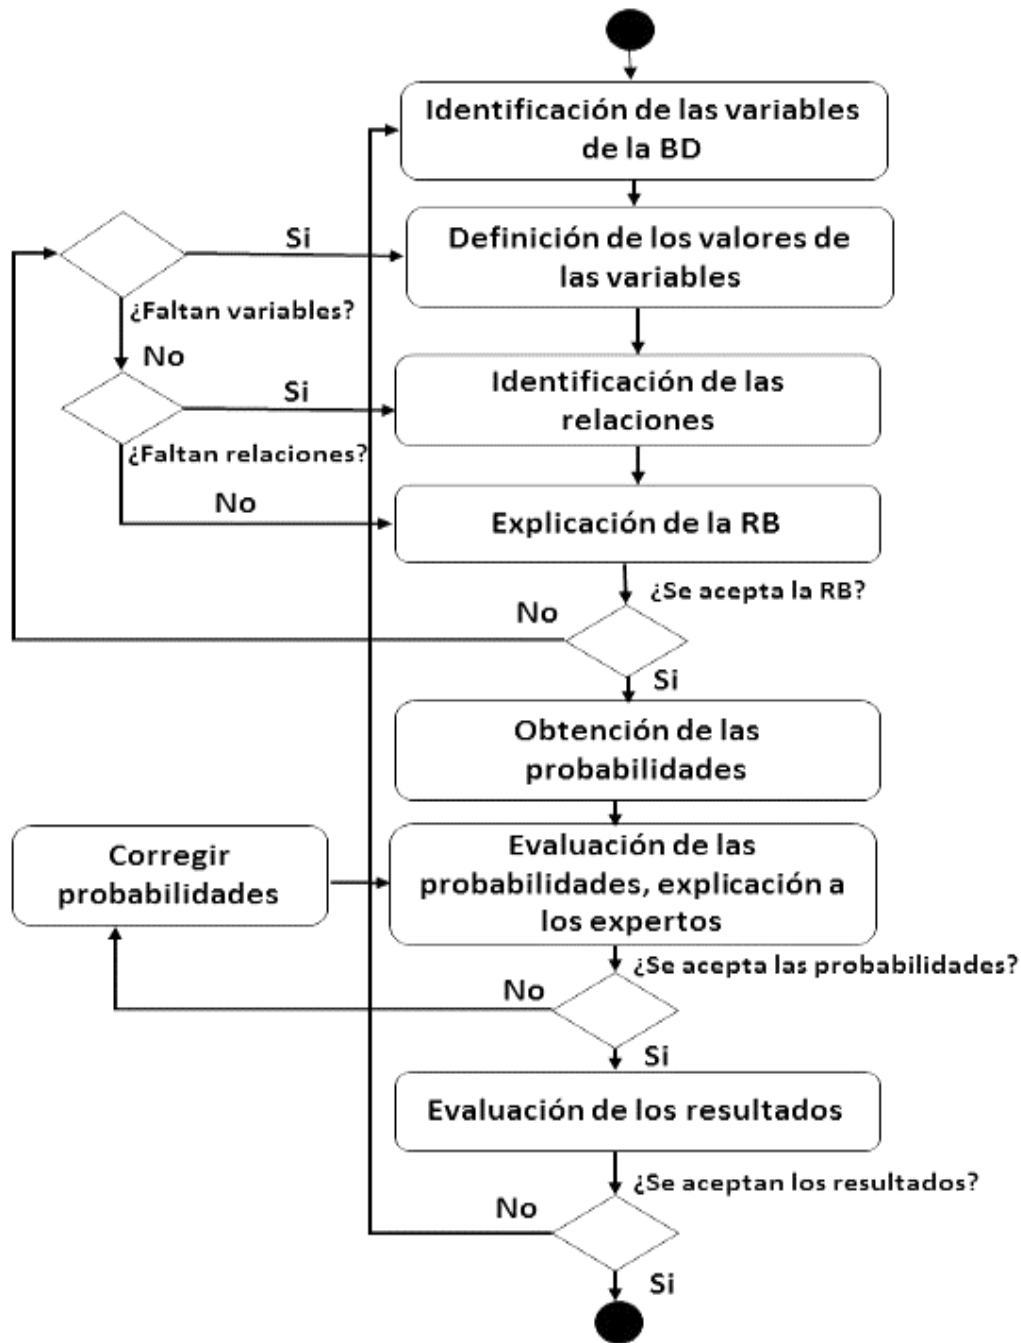 Identificación de las variables
de la BD
Si
Definición de los valores de
las variables
¿Faltan variables?
No
Si
Identificación de las
relaciones
¿Faltan relaciones?
No
Explicación de la RB
¿Se acepta la RB?
No
Si
Obtención de las
probabilidades
Corregir
probabilidades
Evaluación de las
probabilidades, explicación a
los expertos
¿Se acepta las probabilidades?
No
Si
Evaluación de los resultados
¿Se aceptan los resultados?
No
Si